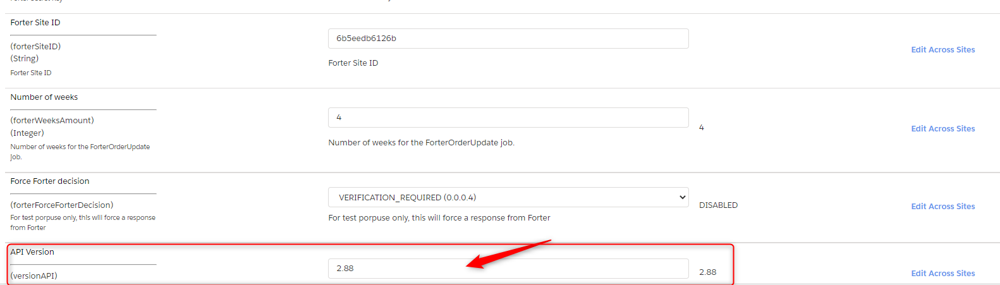 Forter Site ID
(forterSiteID)
(String)
Forter Site ID
6b5eedb6126b
Forter Site ID
Edit Across Sites
Number of weeks
(forterWeeksAmount)
(Integer)
Number of weeks for the ForterOrderUpdate
job.
4
Number of weeks for the ForterOrderUpdate job.
4
Edit Across Sites
Force Forter decision
(forterForceForterDecision)
For test porpuse only, this will force a response
from Forter
VERIFICATION_REQUIRED (0.0.0.4)
For test porpuse only, this will force a response from Forter
DISABLED
Edit Across Sites
API Version
(versionAPI)
2.88
2.88
Edit Across Sites